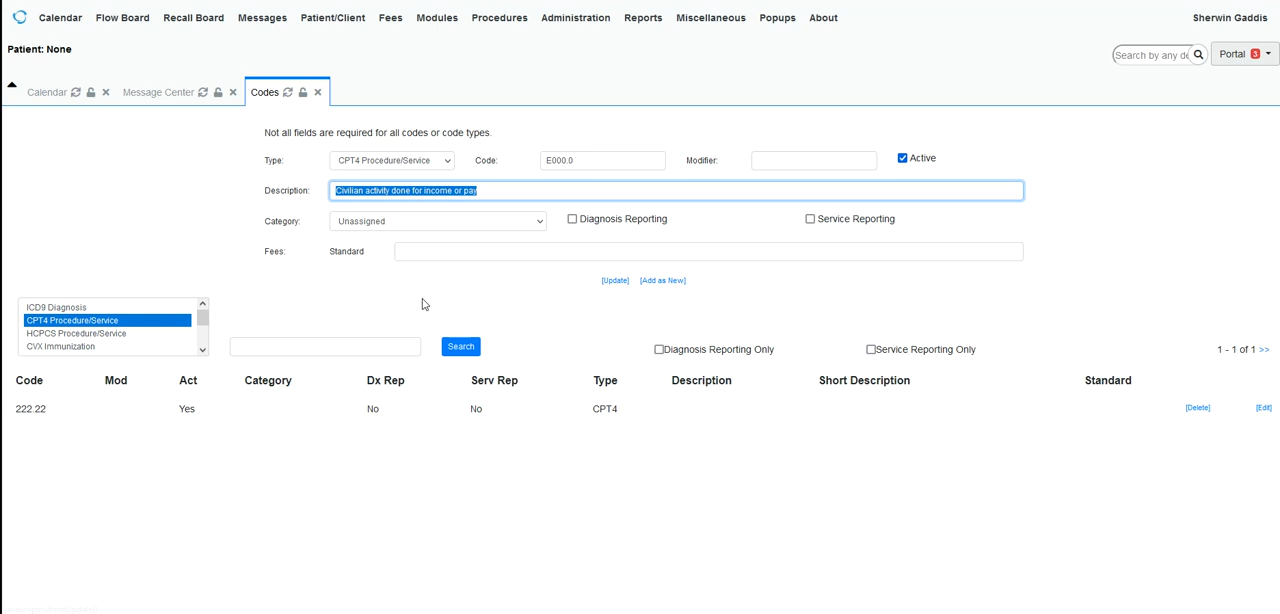 Calendar Flow Board Recall Board Messages Patient/Client Fees Modules Procedures Administration Reports Miscellaneous Popups About Sherwin Gaddis
Patient: None
Search by any de Portal 3
Calendar Message Center Codes
Not all fields are required for all codes or code types.
Type: CPT4 Procedure/Service Code: E000.0 Modifier: Active
Description: Civilian activity done for income or pay
Category: Unassigned Diagnosis Reporting Service Reporting
Fees: Standard
[Update] [Add as New]
ICD9 Diagnosis
CPT4 Procedure/Service
HCPCS Procedure/Service
CVX Immunization
Search Diagnosis Reporting Only Service Reporting Only 1 - 1 of 1 >>
Code Mod Act Category Dx Rep Serv Rep Type Description Short Description Standard
222.22 Yes No No CPT4 [Delete] [Edit]